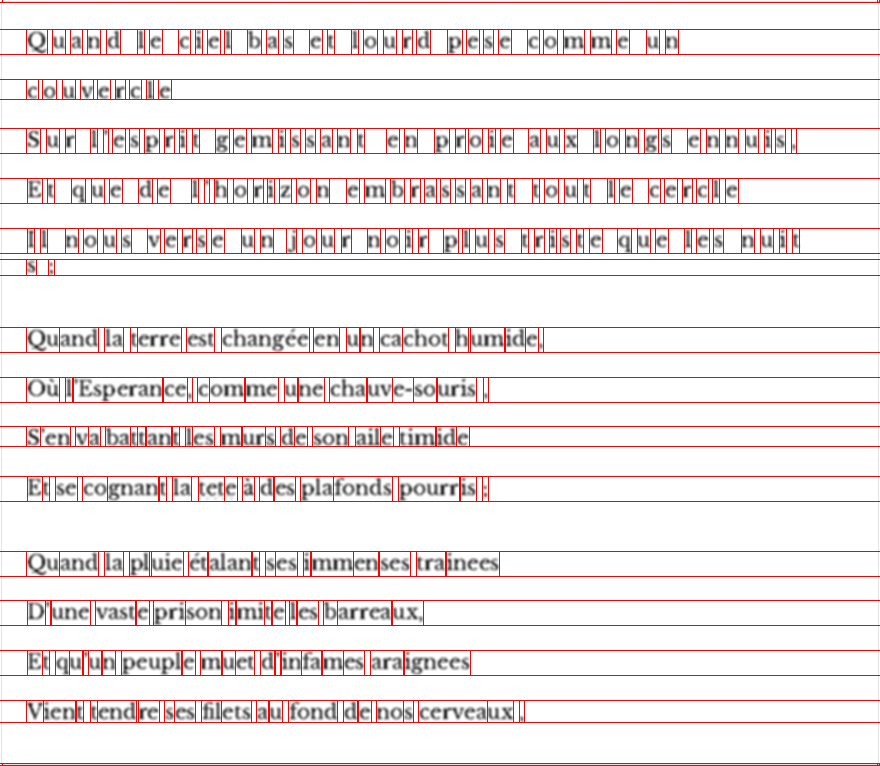 Quand le ciel bas et lourd pese comme un
couvercle
Sur l'esprit gemissant en proie aux longs ennuis,
Et que de l'horizon embrassant tout le cercle
Il nous verse un jour noir plus triste que les nuit
s ;
Quand la terre est changée en un cachot humide,
Où l'Esperance, comme une chauve-souris ,
S'en va battant les murs de son aile timide
Et se cognant la tete à des plafonds pourris ;
Quand la pluie étalant ses immenses trainees
D'une vaste prison imite les barreaux,
Et qu'un peuple muet d'infames araignees
Vient tendre ses filets au fond de nos cerveaux ,